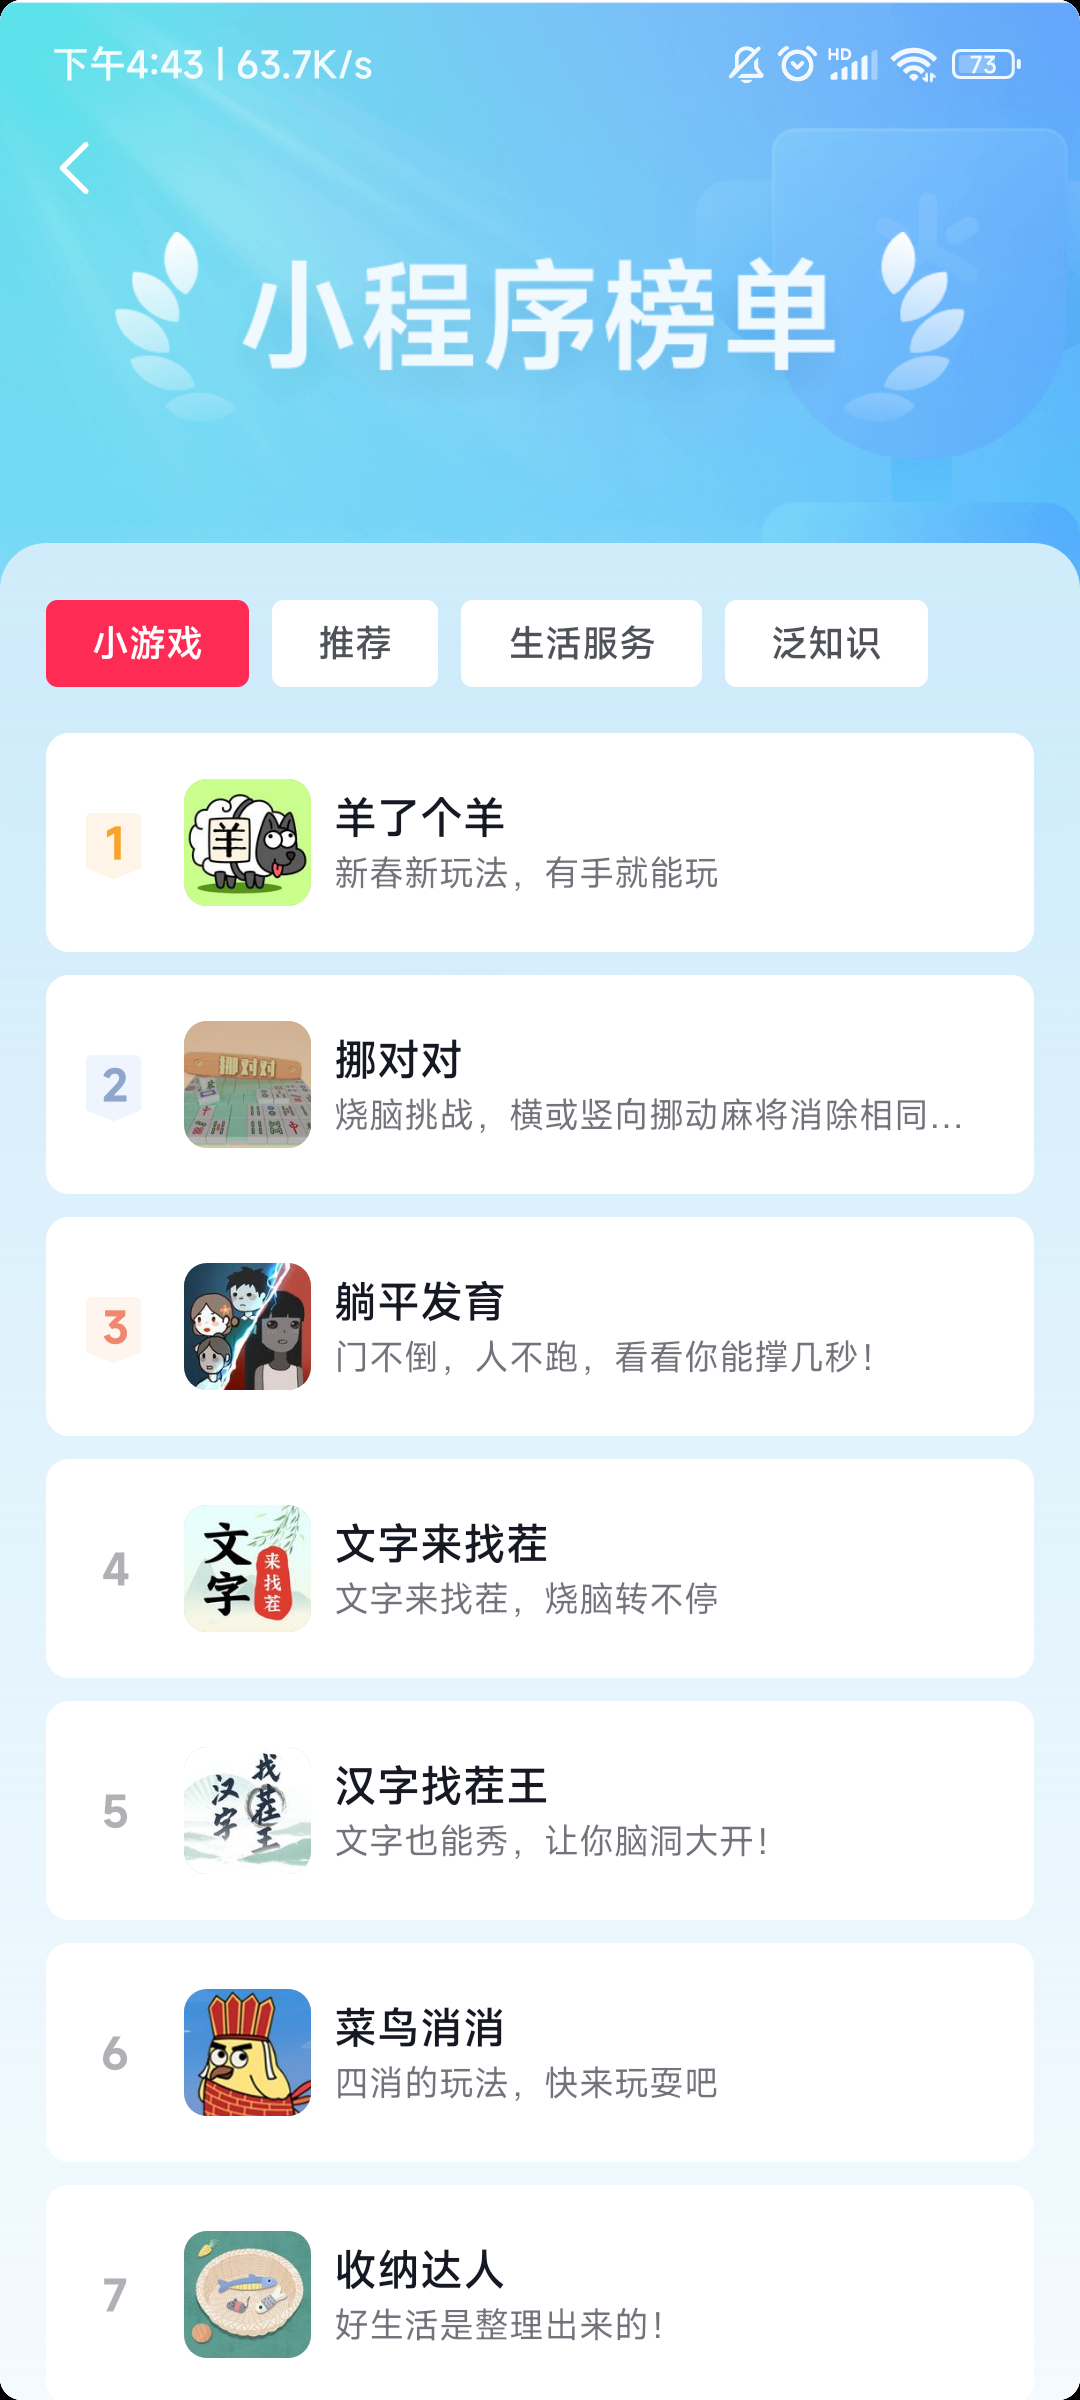 下午4:43 | 63.7K/s
HD
73
小程序榜单
小游戏 推荐 生活服务 泛知识
1
羊
羊了个羊
新春新玩法，有手就能玩
2
挪对对
挪对对
烧脑挑战，横或竖向挪动麻将消除相同...
3
躺平发育
门不倒，人不跑，看看你能撑几秒！
4
文字
来找茬
文字来找茬
文字来找茬，烧脑转不停
5
汉字
找茬王
汉字找茬王
文字也能秀，让你脑洞大开！
6
菜鸟消消
四消的玩法，快来玩耍吧
7
收纳达人
好生活是整理出来的！